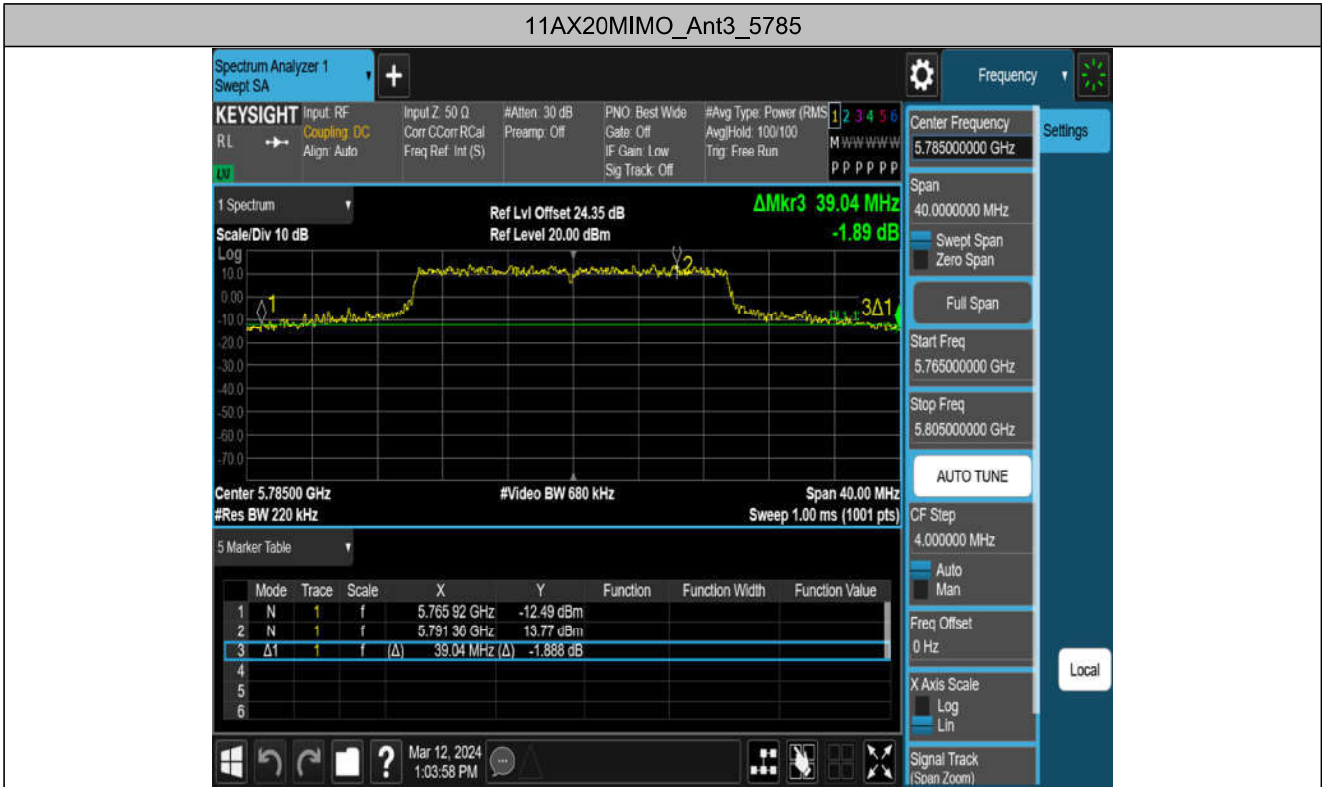 11AX20MIMO_Ant3_5785
Spectrum Analyzer 1
Swept SA
+
Frequency
KEYSIGHT
RL
LXI
Input: RF
Coupling: DC
Align: Auto
Input Z: 50 Ω
Corr CCorr RCal
Freq Ref: Int (S)
#Atten: 30 dB
Preamp: Off
PNO: Best Wide
Gate: Off
IF Gain: Low
Sig Track: Off
#Avg Type: Power (RMS
Avg|Hold: 100/100
Trig: Free Run
1 2 3 4 5 6
M W W W W W
P P P P P P
1 Spectrum
Scale/Div 10 dB
Ref Lvl Offset 24.35 dB
Ref Level 20.00 dBm
ΔMkr3 39.04 MHz
-1.89 dB
Log
10.0
0.00
-10.0
-20.0
-30.0
-40.0
-50.0
-60.0
-70.0
1
2
3Δ1
Center 5.78500 GHz
#Res BW 220 kHz
#Video BW 680 kHz
Span 40.00 MHz
Sweep 1.00 ms (1001 pts)
5 Marker Table
Mode Trace Scale X Y Function Function Width Function Value
1 N 1 f 5.765 92 GHz -12.49 dBm
2 N 1 f 5.791 36 GHz 13.77 dBm
3 Δ1 1 f (Δ) 39.04 MHz (Δ) -1.888 dB
4
5
6
Mar 12, 2024
1:03:58 PM
?
Center Frequency
5.785000000 GHz
Settings
Span
40.0000000 MHz
Swept Span
Zero Span
Full Span
Start Freq
5.765000000 GHz
Stop Freq
5.805000000 GHz
AUTO TUNE
CF Step
4.000000 MHz
Auto
Man
Freq Offset
0 Hz
Local
X Axis Scale
Log
Lin
Signal Track
(Span Zoom)